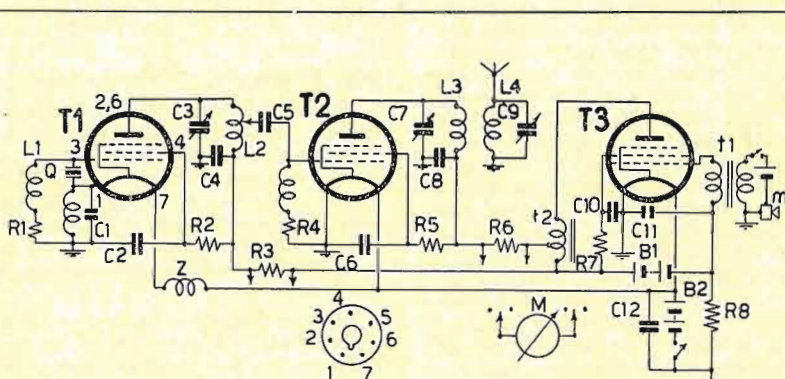 T1
2,6
3
4
1
7
L1
Q
R1
C1
C2
C3
C4
L2
C5
R2
R3
Z
T2
R4
C6
C7
C8
L3
R5
L4
C9
R6
t2
T3
C10
C11
R7
B1
B2
C12
R8
t1
m
M
4
3
5
2
6
1
7